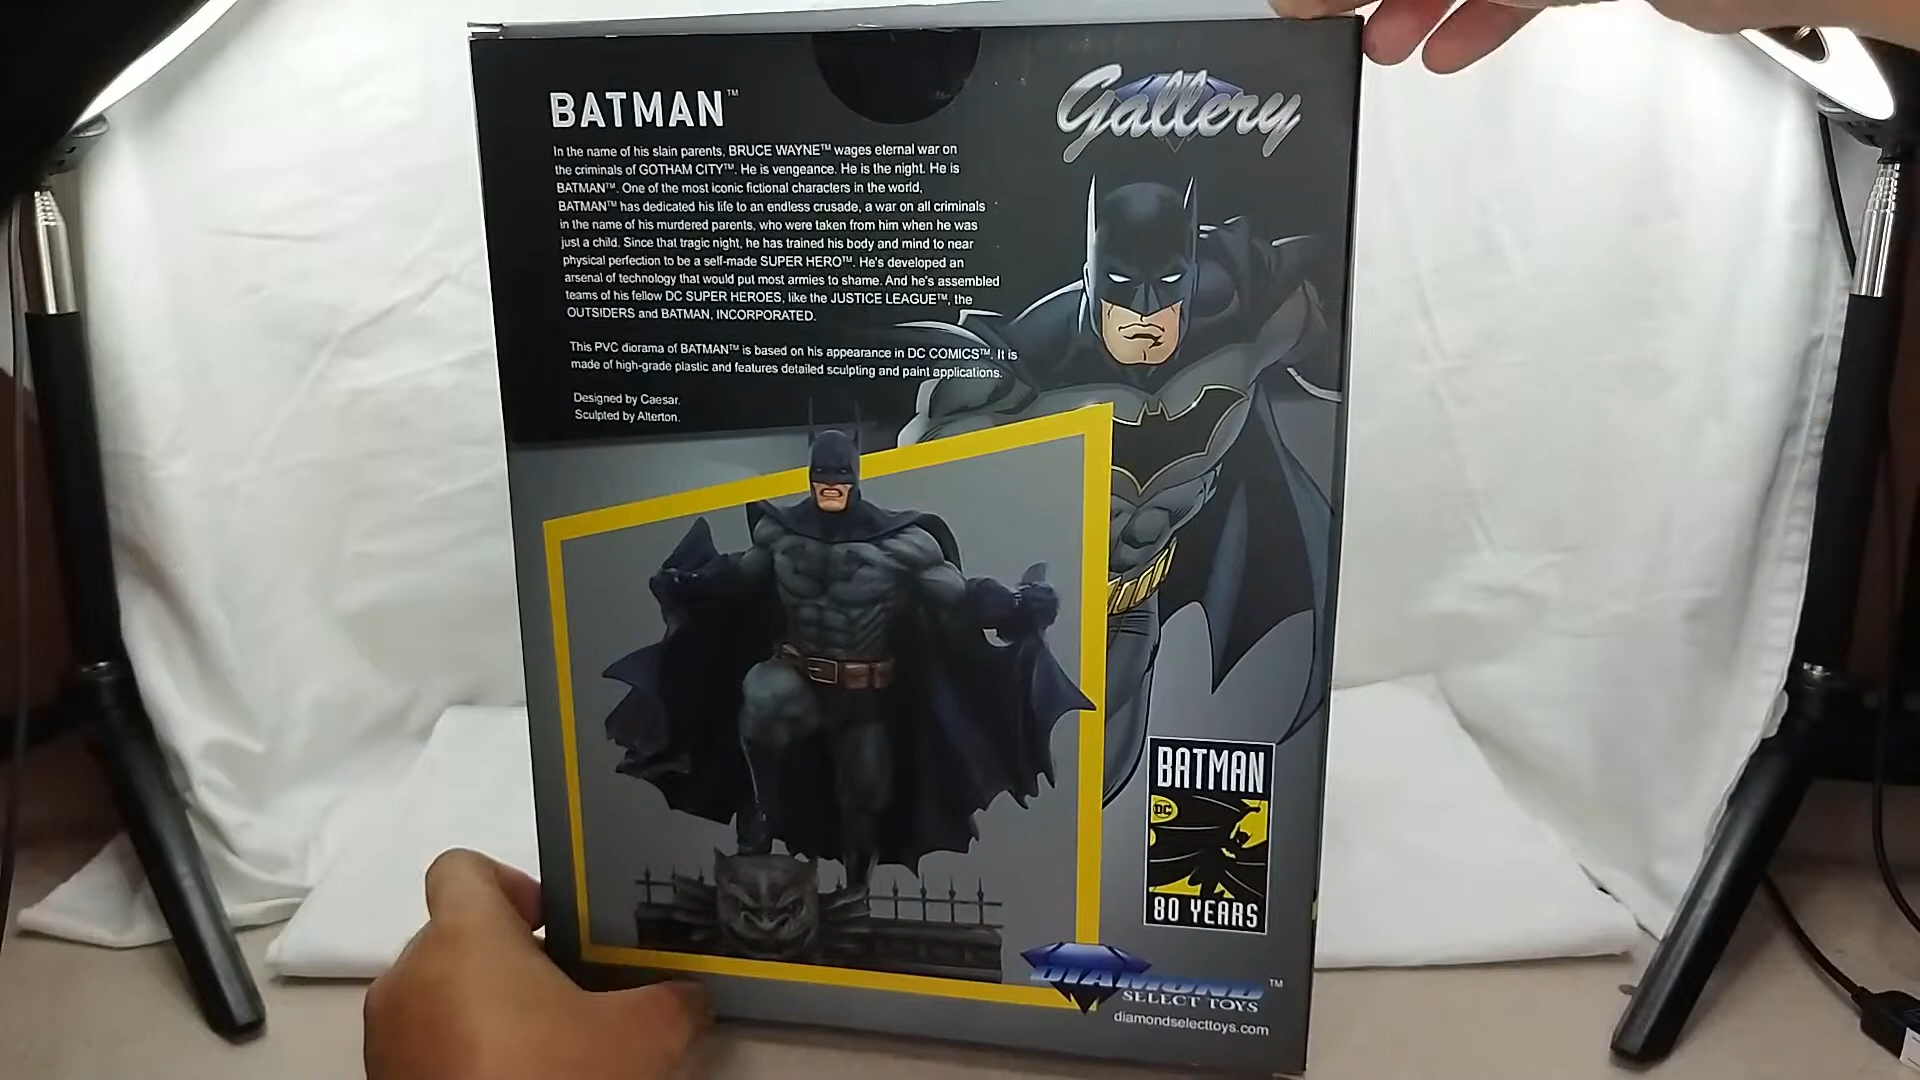 BATMAN™
Gallery
In the name of his slain parents, BRUCE WAYNE™ wages eternal war on
the criminals of GOTHAM CITY™. He is vengeance. He is the night. He is
BATMAN™. One of the most iconic fictional characters in the world,
BATMAN™ has dedicated his life to an endless crusade, a war on all criminals
in the name of his murdered parents, who were taken from him when he was
just a child. Since that tragic night, he has trained his body and mind to near
physical perfection to be a self-made SUPER HERO™. He's developed an
arsenal of technology that would put most armies to shame. And he's assembled
teams of his fellow DC SUPER HEROES, like the JUSTICE LEAGUE™, the
OUTSIDERS and BATMAN, INCORPORATED.
This PVC diorama of BATMAN™ is based on his appearance in DC COMICS™. It is
made of high-grade plastic and features detailed sculpting and paint applications.
Designed by Caesar.
Sculpted by Alterton.
BATMAN
DC
80 YEARS
DIAMOND™
SELECT TOYS
diamondselecttoys.com